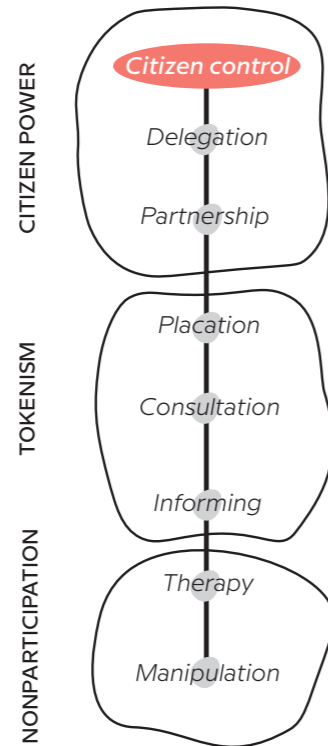 CITIZEN POWER
Citizen control
Delegation
Partnership
TOKENISM
Placation
Consultation
Informing
NONPARTICIPATION
Therapy
Manipulation